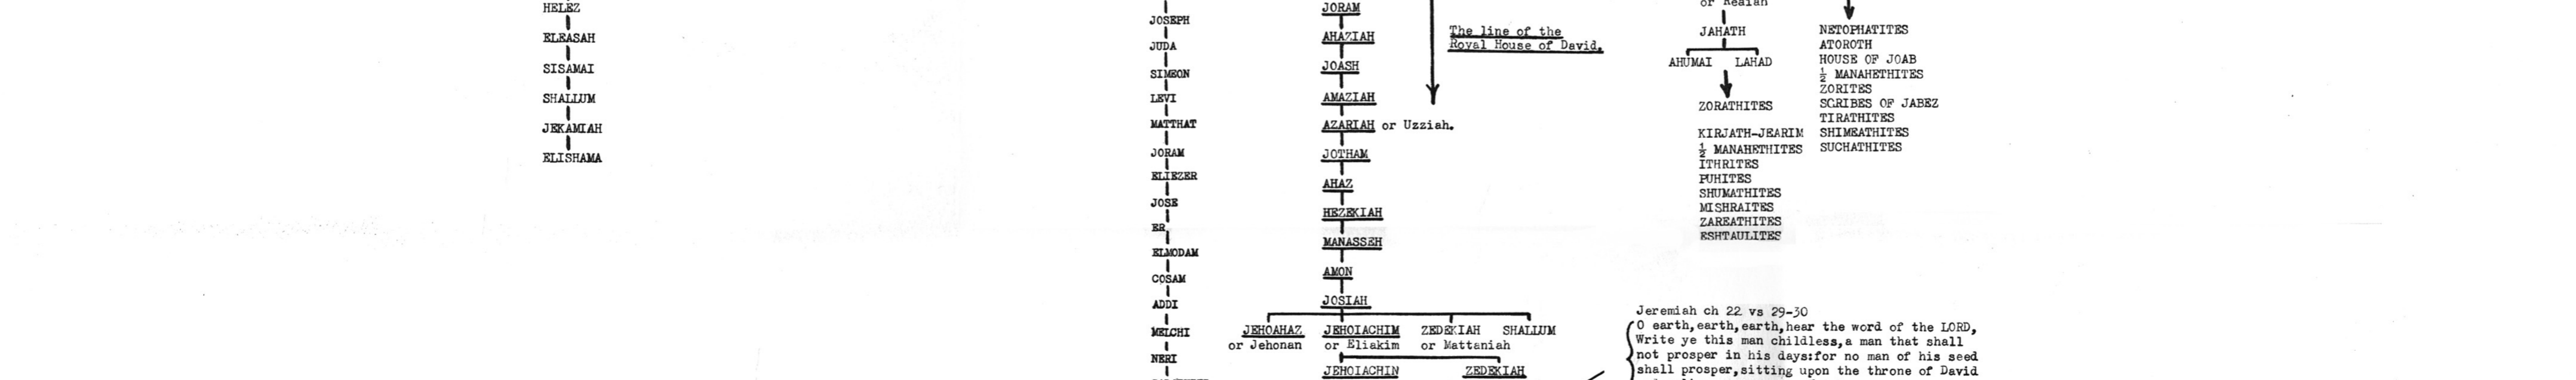 HELEZ
ELEASAH
SISAMAI
SHALLUM
JEKAMIAH
ELISHAMA
JOSEPH
JUDA
SIMEON
LEVI
MATTHAT
JORAM
ELIEZER
JOSE
ER
ELMODAM
COSAM
ADDI
MELCHI
NERI
JORAM
AHAZIAH
JOASH
AMAZIAH
AZARIAH or Uzziah.
JOTHAM
AHAZ
HEZEKIAH
MANASSEH
AMON
JOSIAH
JEHOAHAZ JEHOIACHIM ZEDEKIAH SHALLUM
or Jehonan or Eliakim or Mattaniah
JEHOIACHIN ZEDEKIAH
The line of the
Royal House of David.
or Reaiah
JAHATH
AHUMAI LAHAD
ZORATHITES
KIRJATH-JEARIM
½ MANAHETHITES
ITHRITES
PUHITES
SHUMATHITES
MISHRAITES
ZAREATHITES
ESHTAULITES
NETOPHATITES
ATOROTH
HOUSE OF JOAB
½ MANAHETHITES
ZORITES
SCRIBES OF JABEZ
TIRATHITES
SHIMEATHITES
SUCHATHITES
Jeremiah ch 22 vs 29-30
O earth,earth,earth,hear the word of the LORD,
Write ye this man childless,a man that shall
not prosper in his days:for no man of his seed
shall prosper,sitting upon the throne of David